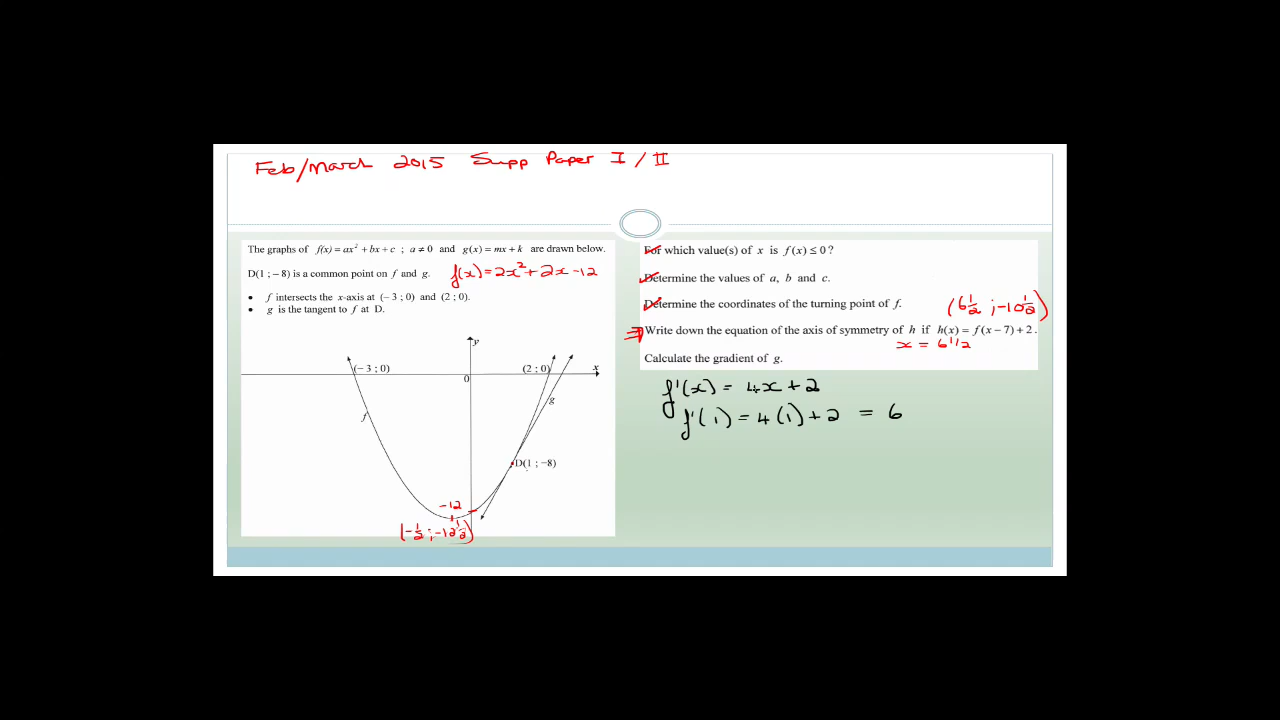 Feb/March 2015 Supp Paper I / II
The graphs of f(x) = ax² + bx + c ; a ≠ 0 and g(x) = mx + k are drawn below.
D(1 ; −8) is a common point on f and g.
f(x) = 2x² + 2x − 12
• f intersects the x-axis at (− 3 ; 0) and (2 ; 0).
• g is the tangent to f at D.
y
(− 3 ; 0)
0
(2 ; 0)
x
f
g
D(1 ; −8)
−12
(−½ ; −12½)
For which value(s) of x is f(x) ≤ 0 ?
Determine the values of a, b and c.
Determine the coordinates of the turning point of f.
(6½ ; −10½)
Write down the equation of the axis of symmetry of h if h(x) = f(x − 7) + 2 .
x = 6½
Calculate the gradient of g.
f'(x) = 4x + 2
f'(1) = 4(1) + 2 = 6